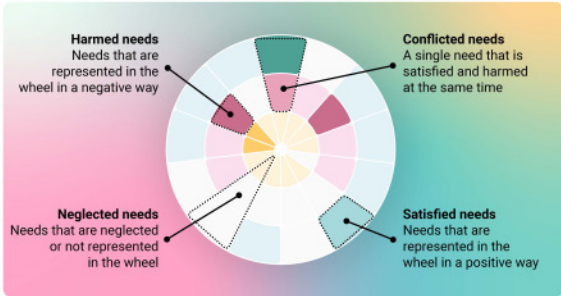 Harmed needs
Needs that are
represented in the
wheel in a negative way
Conflicted needs
A single need that is
satisfied and harmed
at the same time
Neglected needs
Needs that are neglected
or not represented
in the wheel
Satisfied needs
Needs that are
represented in the
wheel in a positive way